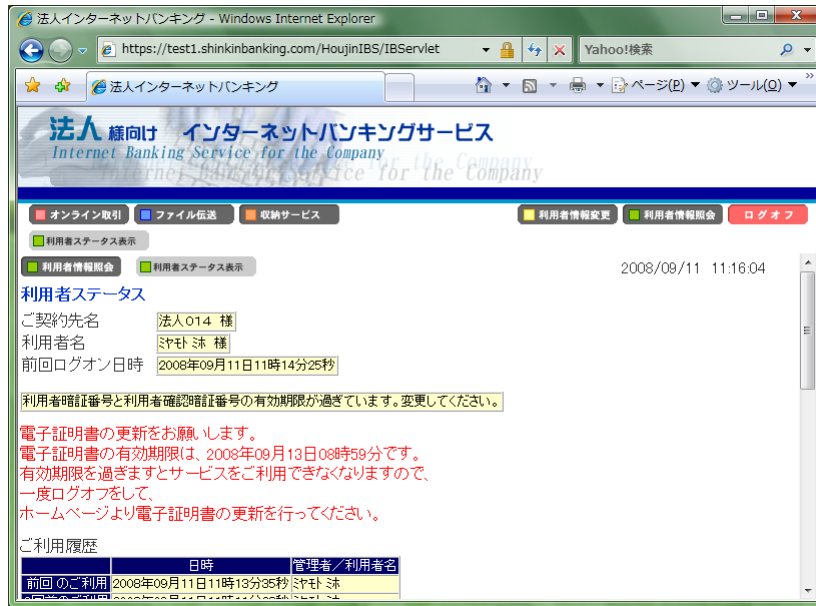 法人インターネットバンキング - Windows Internet Explorer
https://test1.shinkinbanking.com/HoujinIBS/IBServlet
Yahoo!検索
法人インターネットバンキング
ページ(P) ツール(O) »
法人 様向け インターネットバンキングサービス
Internet Banking Service for the Company
オンライン取引 ファイル伝送 収納サービス 利用者情報変更 利用者情報照会 ログオフ
利用者ステータス表示
利用者情報照会 利用者ステータス表示 2008/09/11 11:16:04
利用者ステータス
ご契約先名 法人014 様
利用者名 ミヤモト ミホ 様
前回ログオン日時 2008年09月11日11時14分25秒
利用者暗証番号と利用者確認暗証番号の有効期限が過ぎています。変更してください。
電子証明書の更新をお願いします。
電子証明書の有効期限は、2008年09月13日08時59分です。
有効期限を過ぎますとサービスをご利用できなくなりますので、
一度ログオフをして、
ホームページより電子証明書の更新を行ってください。
ご利用履歴
日時 管理者／利用者名
前回のご利用 2008年09月11日11時13分35秒 ミヤモト ミホ